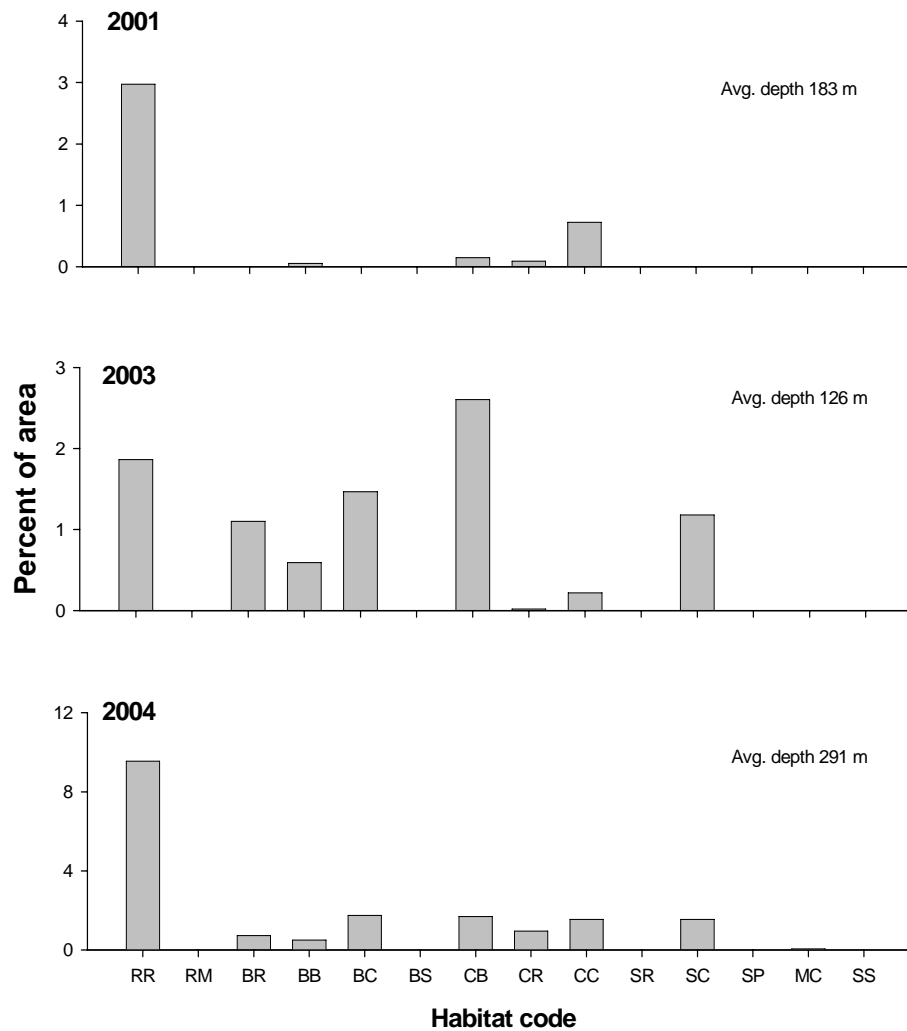 2001
Avg. depth 183 m
4
3
2
1
0
2003
Avg. depth 126 m
3
2
1
0
Percent of area
2004
Avg. depth 291 m
12
8
4
0
RR RM BR BB BC BS CB CR CC SR SC SP MC SS
Habitat code